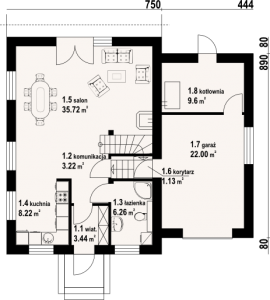 750
444
80
890
1.5 salon
35.72 m²
1.8 kotłownia
9.6 m²
1.7 garaż
22.00 m²
1.2 komunikacja
3.22 m²
1.6 korytarz
1.13 m²
1.4 kuchnia
8.22 m²
1.3 łazienka
6.26 m²
1.1 wiat.
3.44 m²
80